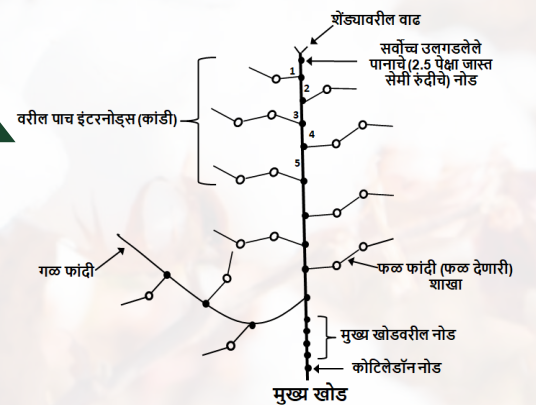 शेंड्यावरील वाढ
सर्वोच्च उलगडलेले
पानाचे (2.5 पेक्षा जास्त
सेमी रुंदीचे) नोड
1
2
वरील पाच इंटरनोड्स (कांडी)
3
4
5
गळ फांदी
फळ फांदी (फळ देणारी)
शाखा
मुख्य खोडवरील नोड
कोटिलेडॉन नोड
मुख्य खोड